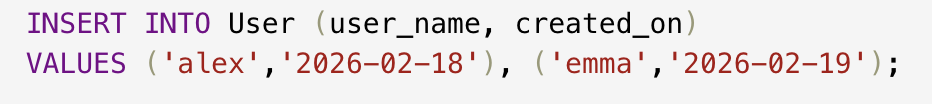 INSERT INTO User (user_name, created_on)
VALUES ('alex','2026-02-18'), ('emma','2026-02-19');